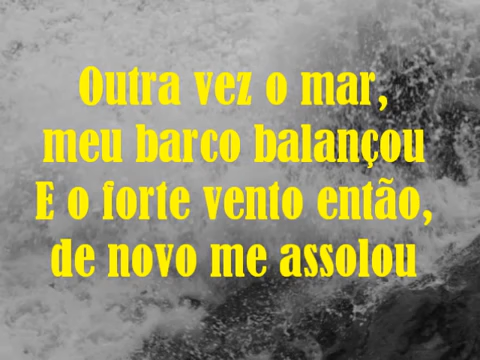 Outra vez o mar,
meu barco balançou
E o forte vento então,
de novo me assolou